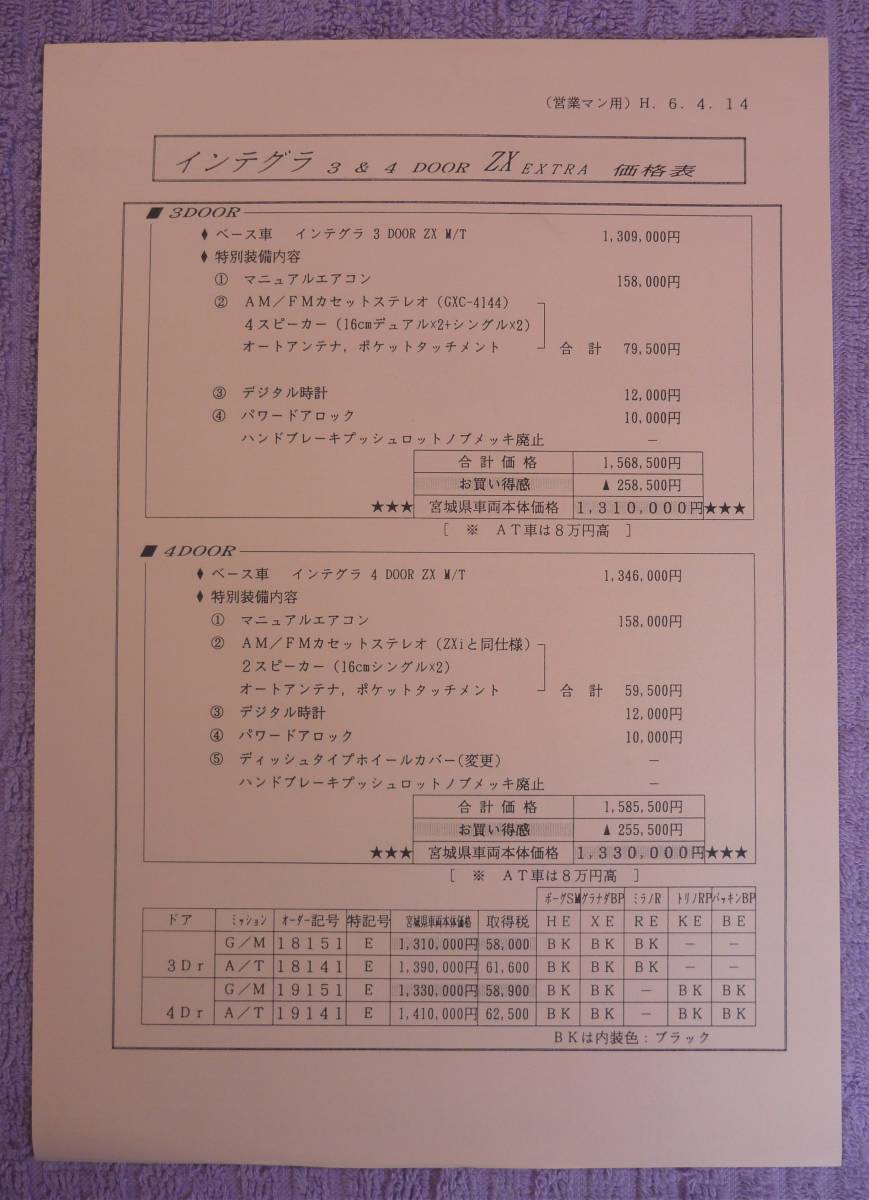 (営業マン用) H. 6. 4. 14
インテグラ 3 & 4 DOOR ZX EXTRA 価格表
■ 3DOOR
♦ ベース車 インテグラ 3 DOOR ZX M/T 1,309,000円
♦ 特別装備内容
① マニュアルエアコン 158,000円
② AM/FMカセットステレオ (GXC-4144)
4スピーカー (16cmデュアル×2+シングル×2)
オートアンテナ, ポケットタッチメント 合 計 79,500円
③ デジタル時計 12,000円
④ パワードアロック 10,000円
ハンドブレーキプッシュロットノブメッキ廃止 −
合 計 価 格 1,568,500円
お買い得感 ▲ 258,500円
★★★ 宮城県車両本体価格 1,310,000円★★★
[ ※ AT車は8万円高 ]
■ 4DOOR
♦ ベース車 インテグラ 4 DOOR ZX M/T 1,346,000円
♦ 特別装備内容
① マニュアルエアコン 158,000円
② AM/FMカセットステレオ (ZXiと同仕様)
2スピーカー (16cmシングル×2)
オートアンテナ, ポケットタッチメント 合 計 59,500円
③ デジタル時計 12,000円
④ パワードアロック 10,000円
⑤ ディッシュタイプホイールカバー(変更) −
ハンドブレーキプッシュロットノブメッキ廃止 −
合 計 価 格 1,585,500円
お買い得感 ▲ 255,500円
★★★ 宮城県車両本体価格 1,330,000円★★★
[ ※ AT車は8万円高 ]
ボーグSM グラナダBP ミラノR トリノRP バッキンBP
ドア ミッション オーダー記号 特記号 宮城県車両本体価格 取得税 HE XE RE KE BE
G/M 18151 E 1,310,000円 58,000 BK BK BK − −
3Dr A/T 18141 E 1,390,000円 61,600 BK BK BK − −
G/M 19151 E 1,330,000円 58,900 BK BK − BK BK
4Dr A/T 19141 E 1,410,000円 62,500 BK BK − BK BK
BKは内装色:ブラック